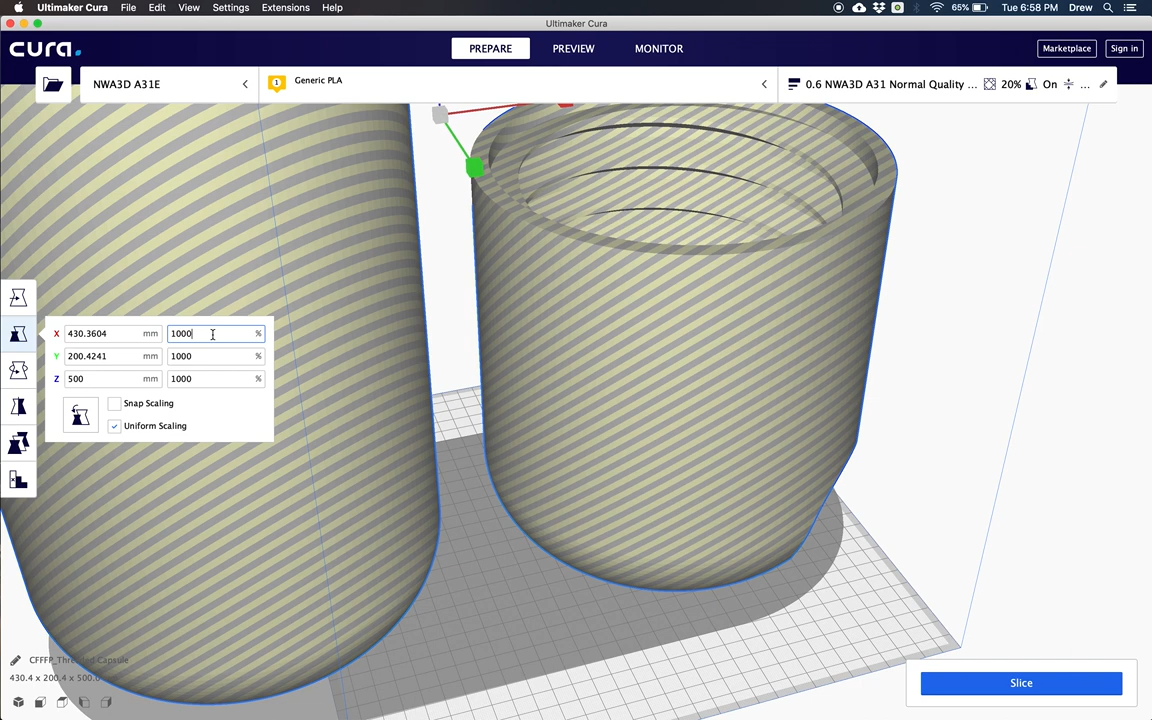 Ultimaker Cura File Edit View Settings Extensions Help 65% Tue 6:58 PM Drew
Ultimaker Cura
cura.
PREPARE PREVIEW MONITOR Marketplace Sign in
NWA3D A31E 1 Generic PLA 0.6 NWA3D A31 Normal Quality ... 20% On ...
X 430.3604 mm 1000 %
Y 200.4241 mm 1000 %
Z 500 mm 1000 %
Snap Scaling
Uniform Scaling
CFFFP_Threaded Capsule
430.4 x 200.4 x 500.0
Slice